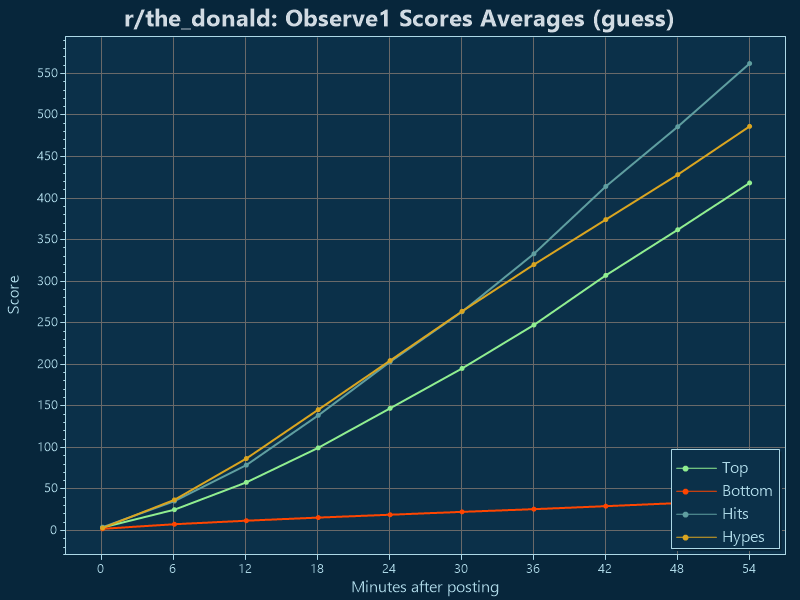 r/the_donald: Observe1 Scores Averages (guess)
550
500
450
400
350
300
250
200
150
100
50
0
Score
0 6 12 18 24 30 36 42 48 54
Minutes after posting
Top
Bottom
Hits
Hypes